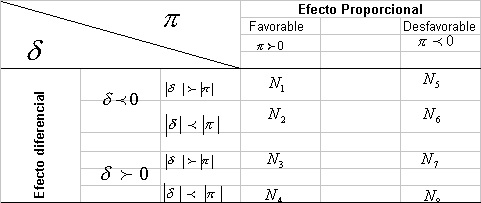 π
δ
Efecto Proporcional
Favorable Desfavorable
π≻0 π≺0
Efecto diferencial
δ≺0
|δ|≻|π| N₁ N₅
|δ|≺|π| N₂ N₆
δ≻0
|δ|≻|π| N₃ N₇
|δ|≺|π| N₄ N₈